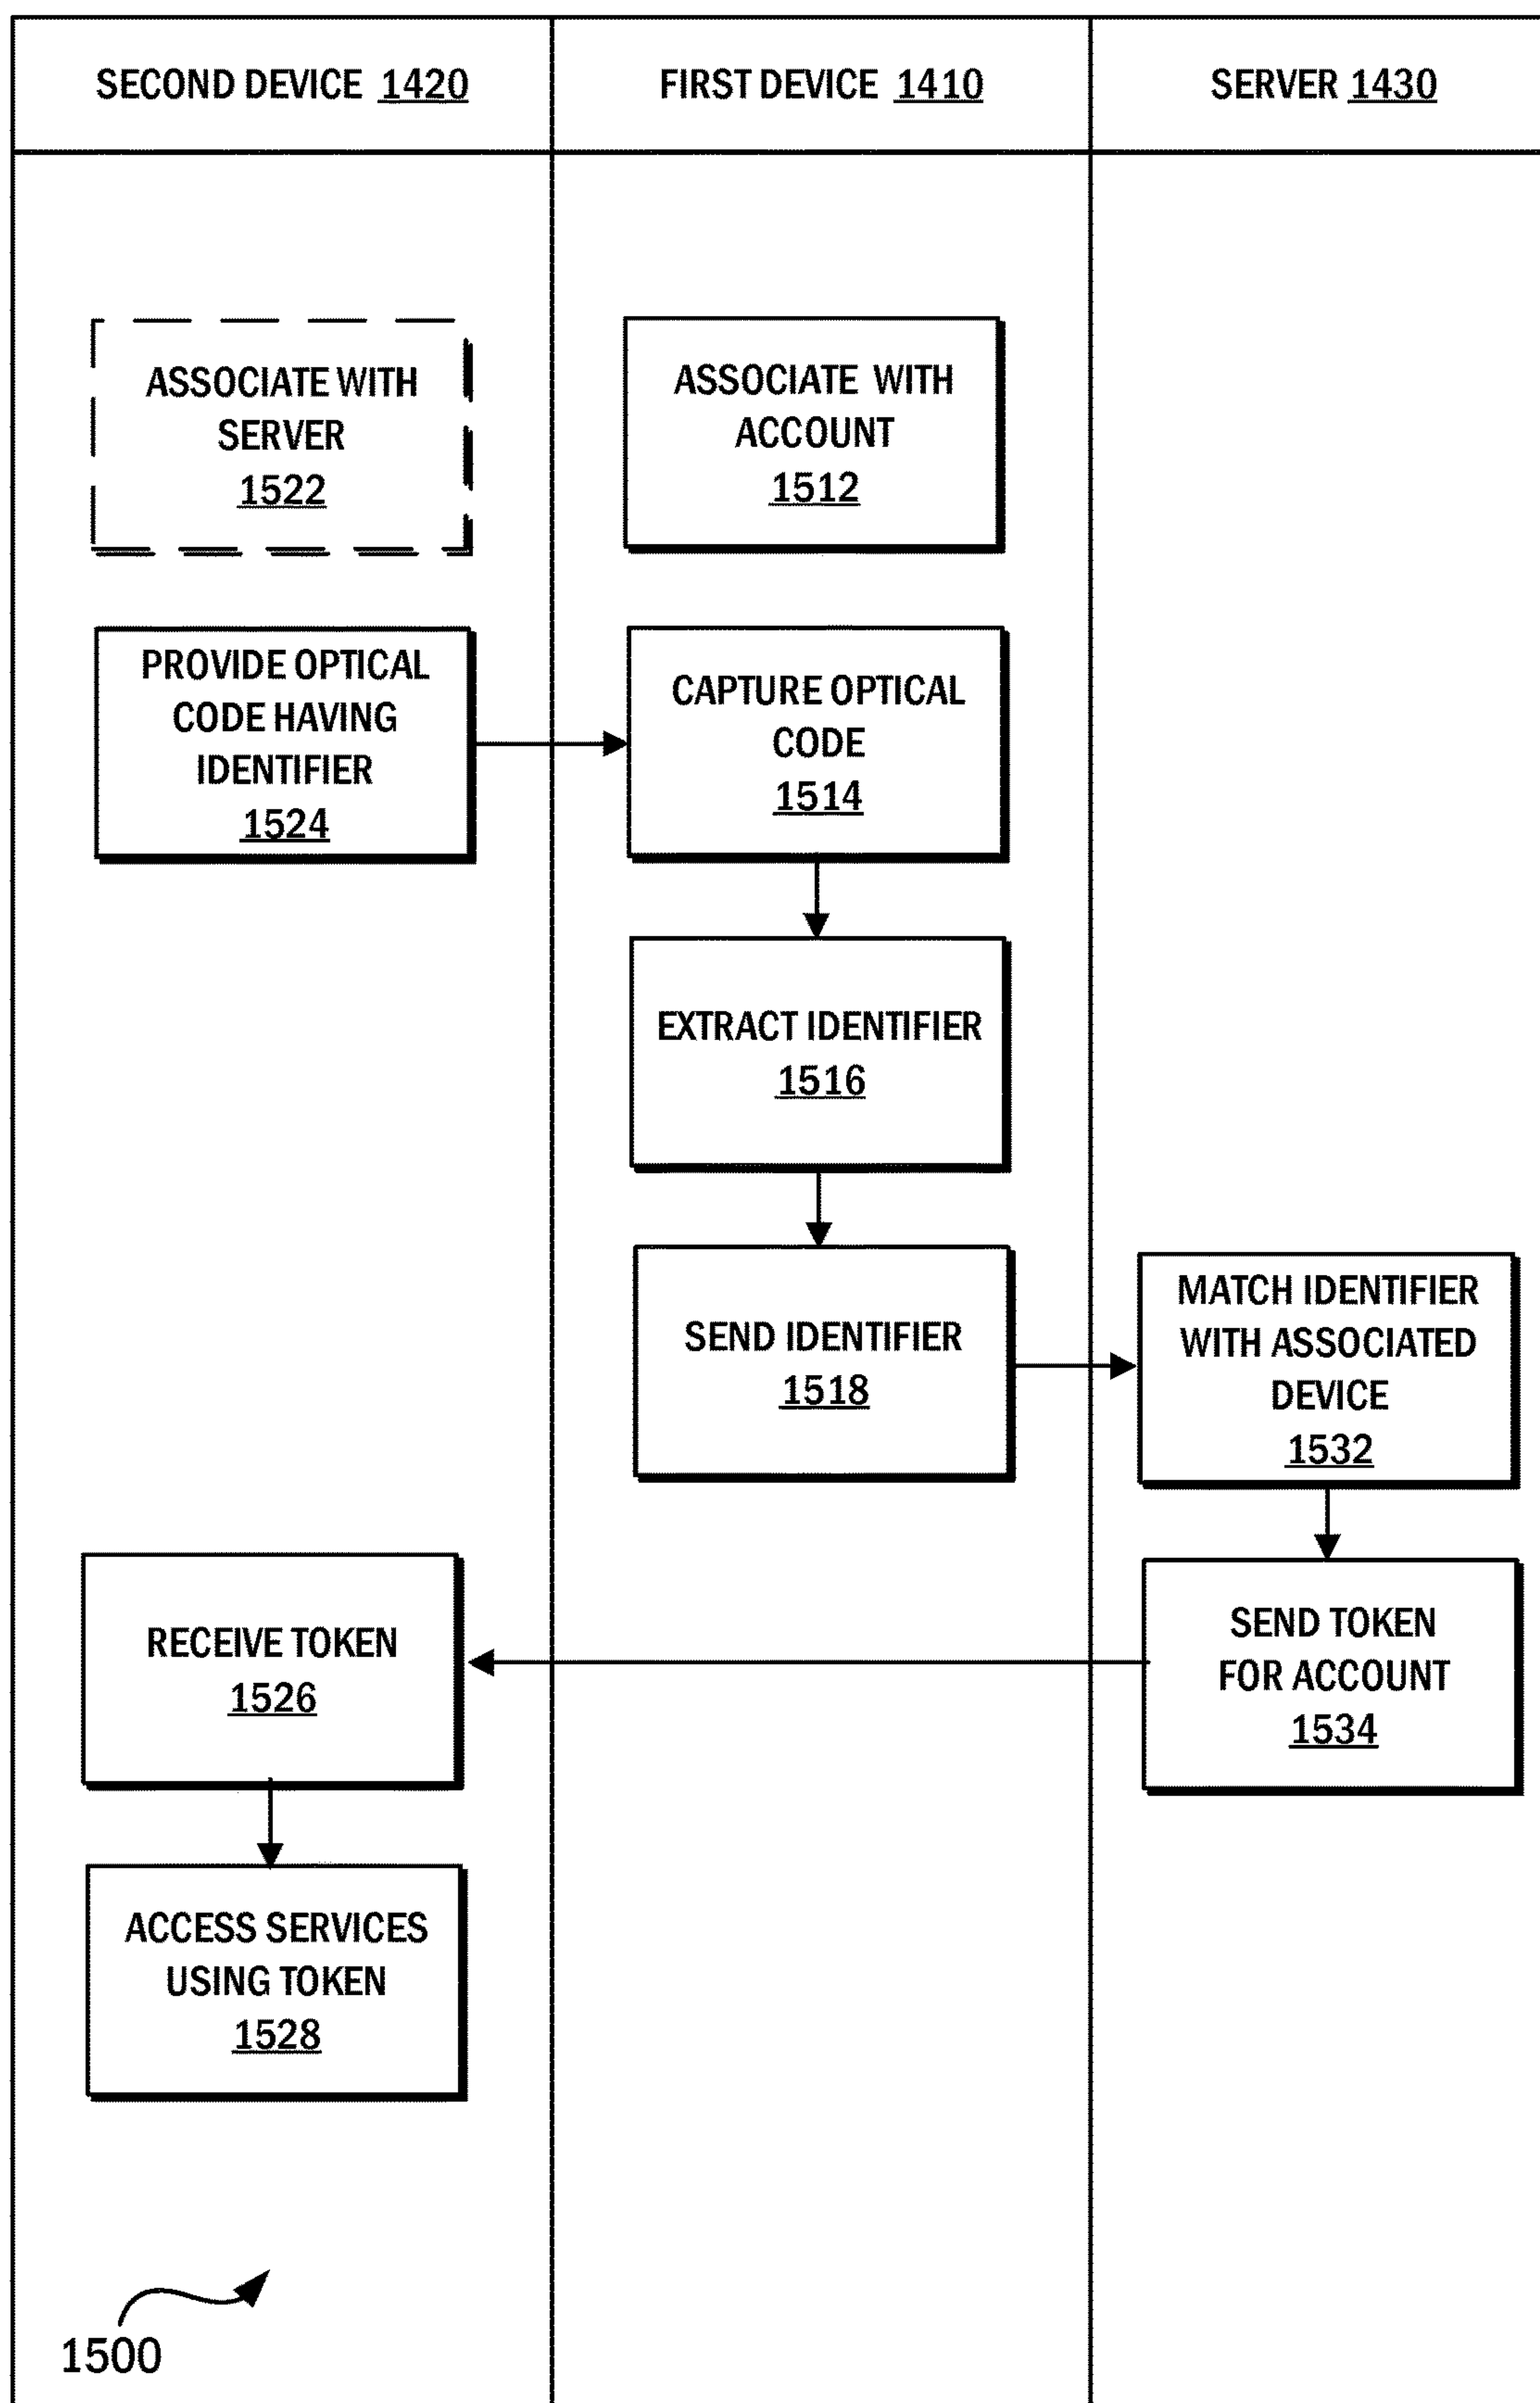 SECOND DEVICE 1420
FIRST DEVICE 1410
SERVER 1430
ASSOCIATE WITH
SERVER
1522
ASSOCIATE WITH
ACCOUNT
1512
PROVIDE OPTICAL
CODE HAVING
IDENTIFIER
1524
CAPTURE OPTICAL
CODE
1514
EXTRACT IDENTIFIER
1516
SEND IDENTIFIER
1518
MATCH IDENTIFIER
WITH ASSOCIATED
DEVICE
1532
RECEIVE TOKEN
1526
SEND TOKEN
FOR ACCOUNT
1534
ACCESS SERVICES
USING TOKEN
1528
1500